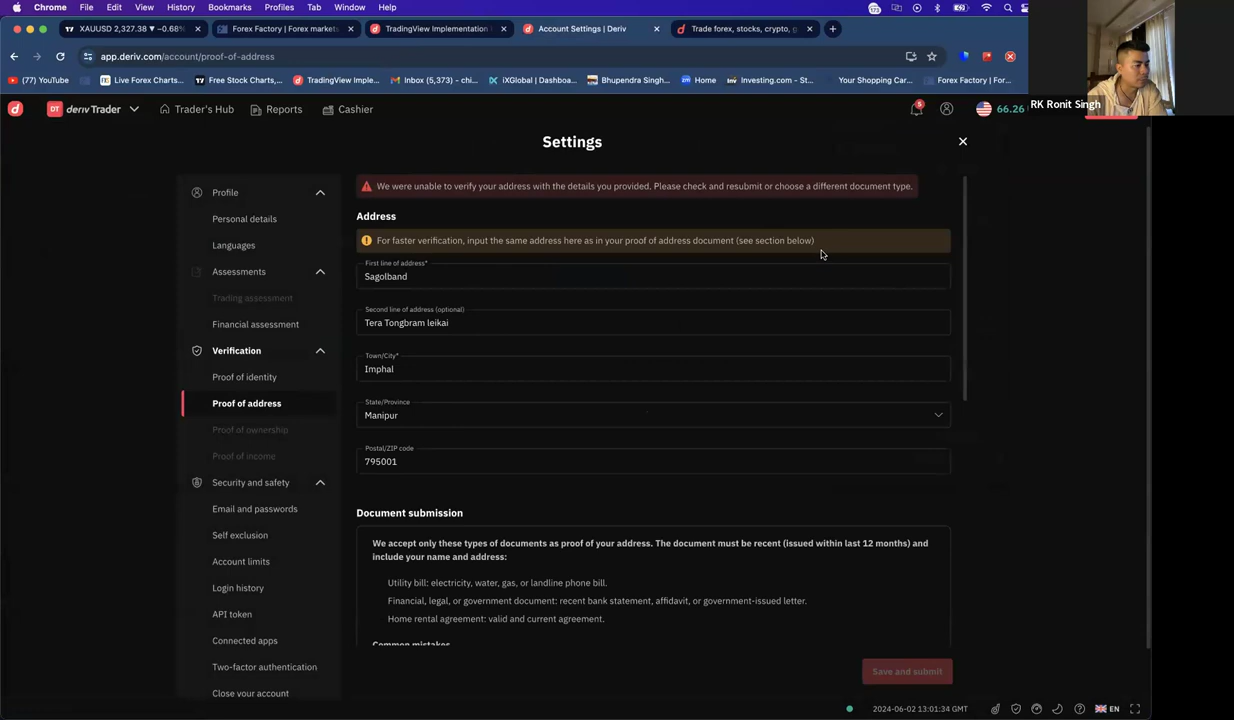 Chrome File Edit View History Bookmarks Profiles Tab Window Help
XAUUSD 2,327.38 −0.68% Forex Factory | Forex markets TradingView Implementation Account Settings | Deriv Trade forex, stocks, crypto, g
app.deriv.com/account/proof-of-address
(77) YouTube Live Forex Charts... Free Stock Charts,... TradingView Imple... Inbox (5,373) - chi... iXGlobal | Dashboa... Bhupendra Singh... Home Investing.com - St... Your Shopping Car... Forex Factory | For...
RK Ronit Singh
DT deriv Trader Trader's Hub Reports Cashier 5 66.26
Settings
We were unable to verify your address with the details you provided. Please check and resubmit or choose a different document type.
Profile
Personal details
Languages
Assessments
Trading assessment
Financial assessment
Verification
Proof of identity
Proof of address
Proof of ownership
Proof of income
Security and safety
Email and passwords
Self exclusion
Account limits
Login history
API token
Connected apps
Two-factor authentication
Close your account
Address
For faster verification, input the same address here as in your proof of address document (see section below)
First line of address*
Sagolband
Second line of address (optional)
Tera Tongbram leikai
Town/City*
Imphal
State/Province
Manipur
Postal/ZIP code
795001
Document submission
We accept only these types of documents as proof of your address. The document must be recent (issued within last 12 months) and
include your name and address:
Utility bill: electricity, water, gas, or landline phone bill.
Financial, legal, or government document: recent bank statement, affidavit, or government-issued letter.
Home rental agreement: valid and current agreement.
Common mistakes
Save and submit
2024-06-02 13:01:34 GMT EN